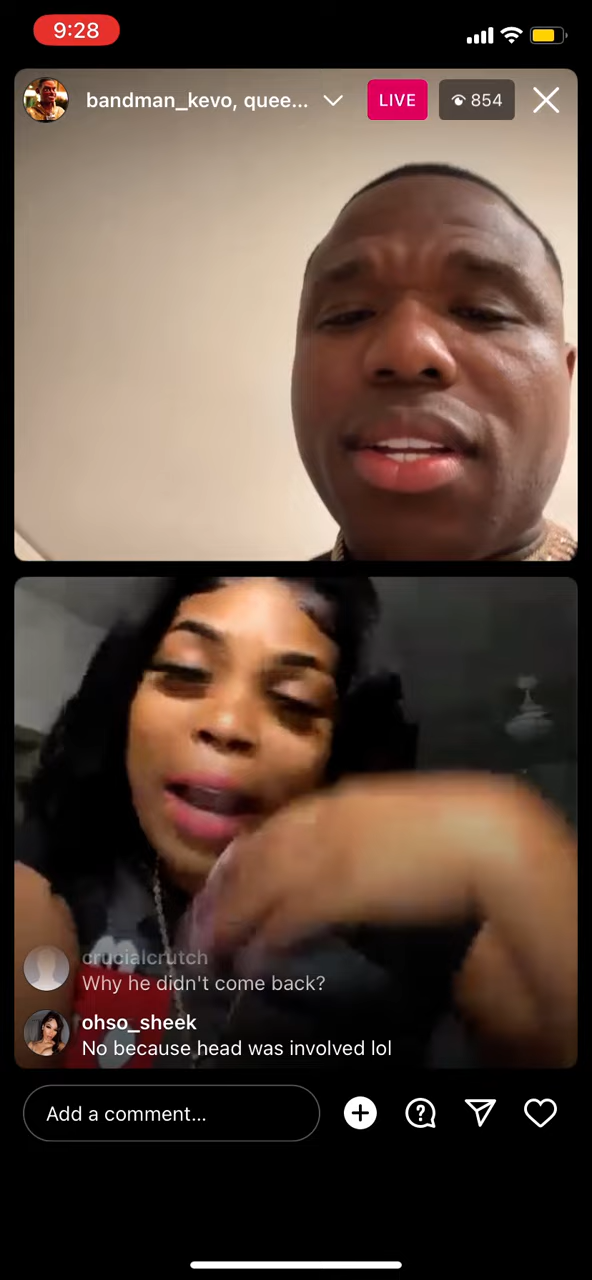 9:28
bandman_kevo, quee...
LIVE
854
crucialcrutch
Why he didn't come back?
ohso_sheek
No because head was involved lol
Add a comment...